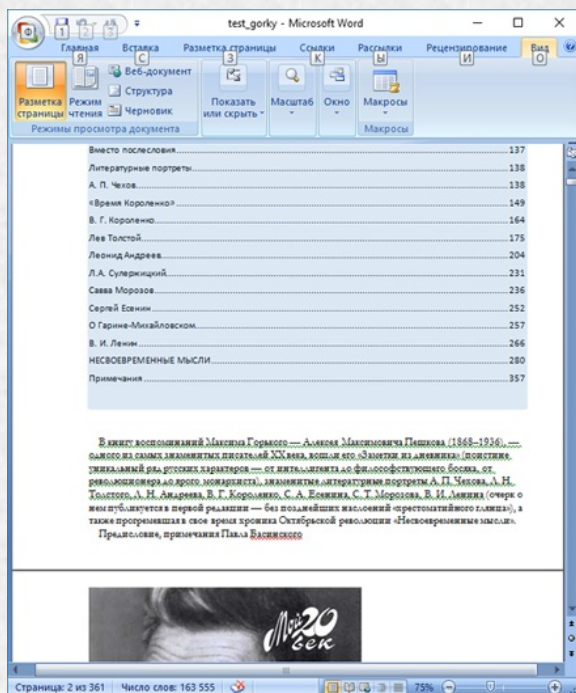 1 2 3
test_gorky - Microsoft Word
Главная Вставка Разметка страницы Ссылки Рассылки Рецензирование Вид
Я С З К Ы И О
Разметка страницы
Режим чтения
Веб-документ
Структура
Черновик
Показать или скрыть
Масштаб
Окно
Макросы
Режимы просмотра документа
Макросы
Вместо послесловия 137
Литературные портреты 138
А. П. Чехов 138
«Время Короленко» 149
В. Г. Короленко 164
Лев Толстой 175
Леонид Андреев 204
Л.А. Сулержицкий 231
Савва Морозов 236
Сергей Есенин 252
О Гарине-Михайловском 257
В. И. Ленин 266
НЕСВОЕВРЕМЕННЫЕ МЫСЛИ 280
Примечания 357
В книгу воспоминаний Максима Горького — Алексея Максимовича Пешкова (1868–1936), —
одного из самых знаменитых писателей XX века, вошли его «Заметки из дневника» (поистине
уникальный ряд русских характеров — от интеллигента до философствующего босяка, от
революционера до ярого монархиста), знаменитые литературные портреты А. П. Чехова, Л. Н.
Толстого, Л. Н. Андреева, В. Г. Короленко, С. А. Есенина, С. Т. Морозова, В. И. Ленина (очерк о
нем публикуется в первой редакции — без позднейших наслоений «хрестоматийного глянца»), а
также прогремевшая в свое время хроника Октябрьской революции «Несвоевременные мысли».
Предисловие, примечания Павла Басинского
Мой 20 век
Страница: 2 из 361 Число слов: 163 555 75%